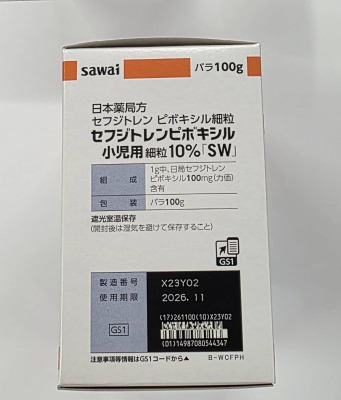 sawai
バラ100g
日本薬局方
セフジトレン ピボキシル細粒
セフジトレンピボキシル
小児用 細粒10%「SW」
組成
1g中、日局セフジトレン
ピボキシル100mg(力価)
含有
包装
バラ100g
遮光室温保存
(開封後は湿気を避けて保存すること)
GS1
製造番号
X23Y02
使用期限
2026.11
GS1
(17)261100(10)X23Y02
(01)14987080544347
注意事項等情報はGS1コードから▲
B-WCFPH